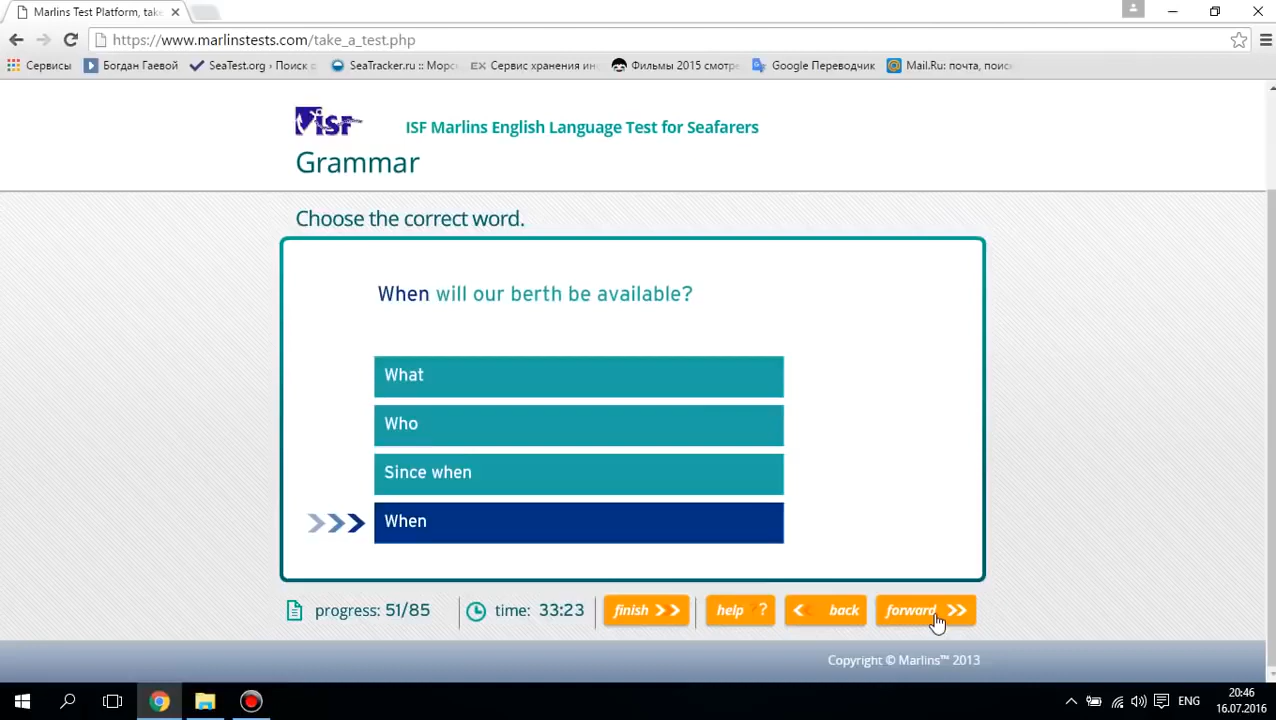 Marlins Test Platform, take
https://www.marlinstests.com/take_a_test.php
Сервисы Богдан Гаевой SeaTest.org › Поиск SeaTracker.ru :: Морс Сервис хранения ин Фильмы 2015 смотре Google Переводчик Mail.Ru: почта, поиск
ISF
ISF Marlins English Language Test for Seafarers
Grammar
Choose the correct word.
When will our berth be available?
What
Who
Since when
When
progress: 51/85 time: 33:23 finish help ? back forward
Copyright © Marlins™ 2013
ENG
20:46
16.07.2016